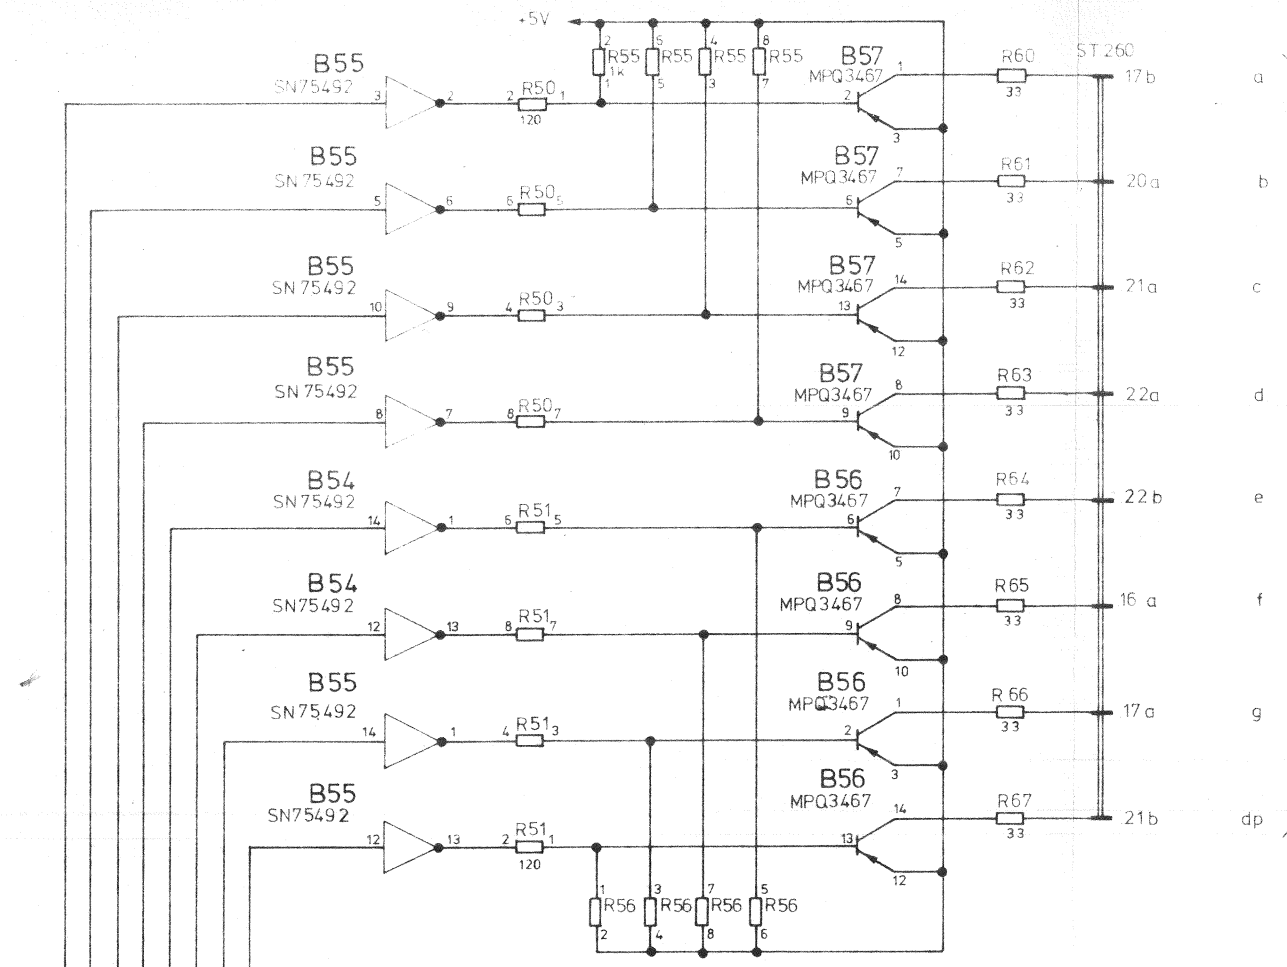 +5V
2 R55 1k 1
6 R55 5
4 R55 3
8 R55 7
B55
SN75492
3 2
2 R50 1
120
B57
MPQ3467
2 1 3
R60
33
ST 260
17b a
B55
SN 75492
5 6
6 R50 5
B57
MPQ3467
6 7 5
R61
33
20a b
B55
SN 75492
10 9
4 R50 3
B57
MPQ3467
13 14 12
R62
33
21a c
B55
SN 75492
8 7
8 R50 7
B57
MPQ3467
9 8 10
R63
33
22a d
B54
SN75492
14 1
6 R51 5
B56
MPQ3467
6 7 5
R64
33
22b e
B54
SN75492
12 13
8 R51 7
B56
MPQ3467
9 8 10
R65
33
16 a f
B55
SN75492
14 1
4 R51 3
B56
MPQ3467
2 1 3
R 66
33
17a g
B55
SN75492
12 13
2 R51 1
120
B56
MPQ3467
13 14 12
R67
33
21b dp
1 R56 2
3 R56 4
7 R56 8
5 R56 6